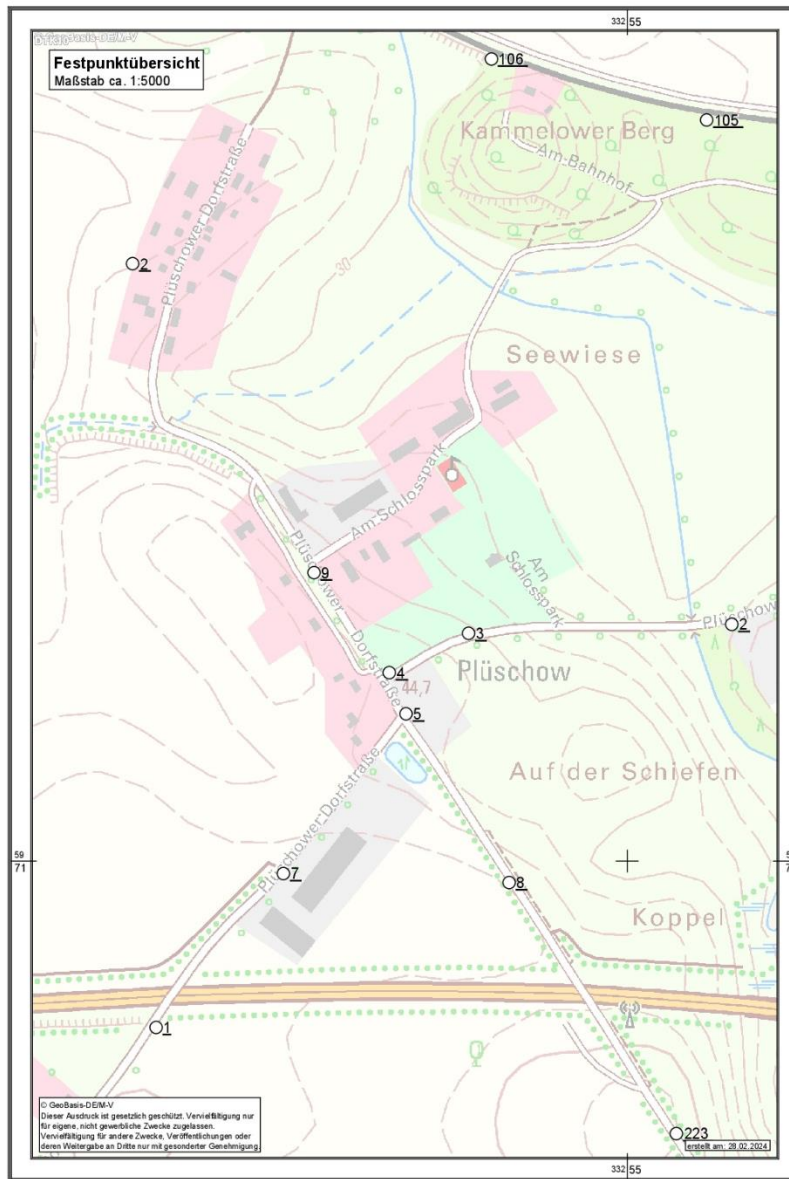 332 55
© GeoBasis-DE/M-V
Festpunktübersicht
Maßstab ca. 1:5000
106
105
Kammelower Berg
Am Bahnhof
Plüschower Dorfstraße
2
30
Seewiese
Am Schlosspark
Plüschower Dorfstraße
9
Am Schlosspark
3
2
Plüschow
4
Plüschow
44,7
5
Auf der Schiefen
Plüschower Dorfstraße
59
71
7
8
Koppel
1
© GeoBasis-DE/M-V
Dieser Ausdruck ist gesetzlich geschützt. Vervielfältigung nur
für eigene, nicht gewerbliche Zwecke zugelassen.
Vervielfältigung für andere Zwecke, Veröffentlichungen oder
deren Weitergabe an Dritte nur mit gesonderter Genehmigung.
223
erstellt am: 28.02.2024
332 55